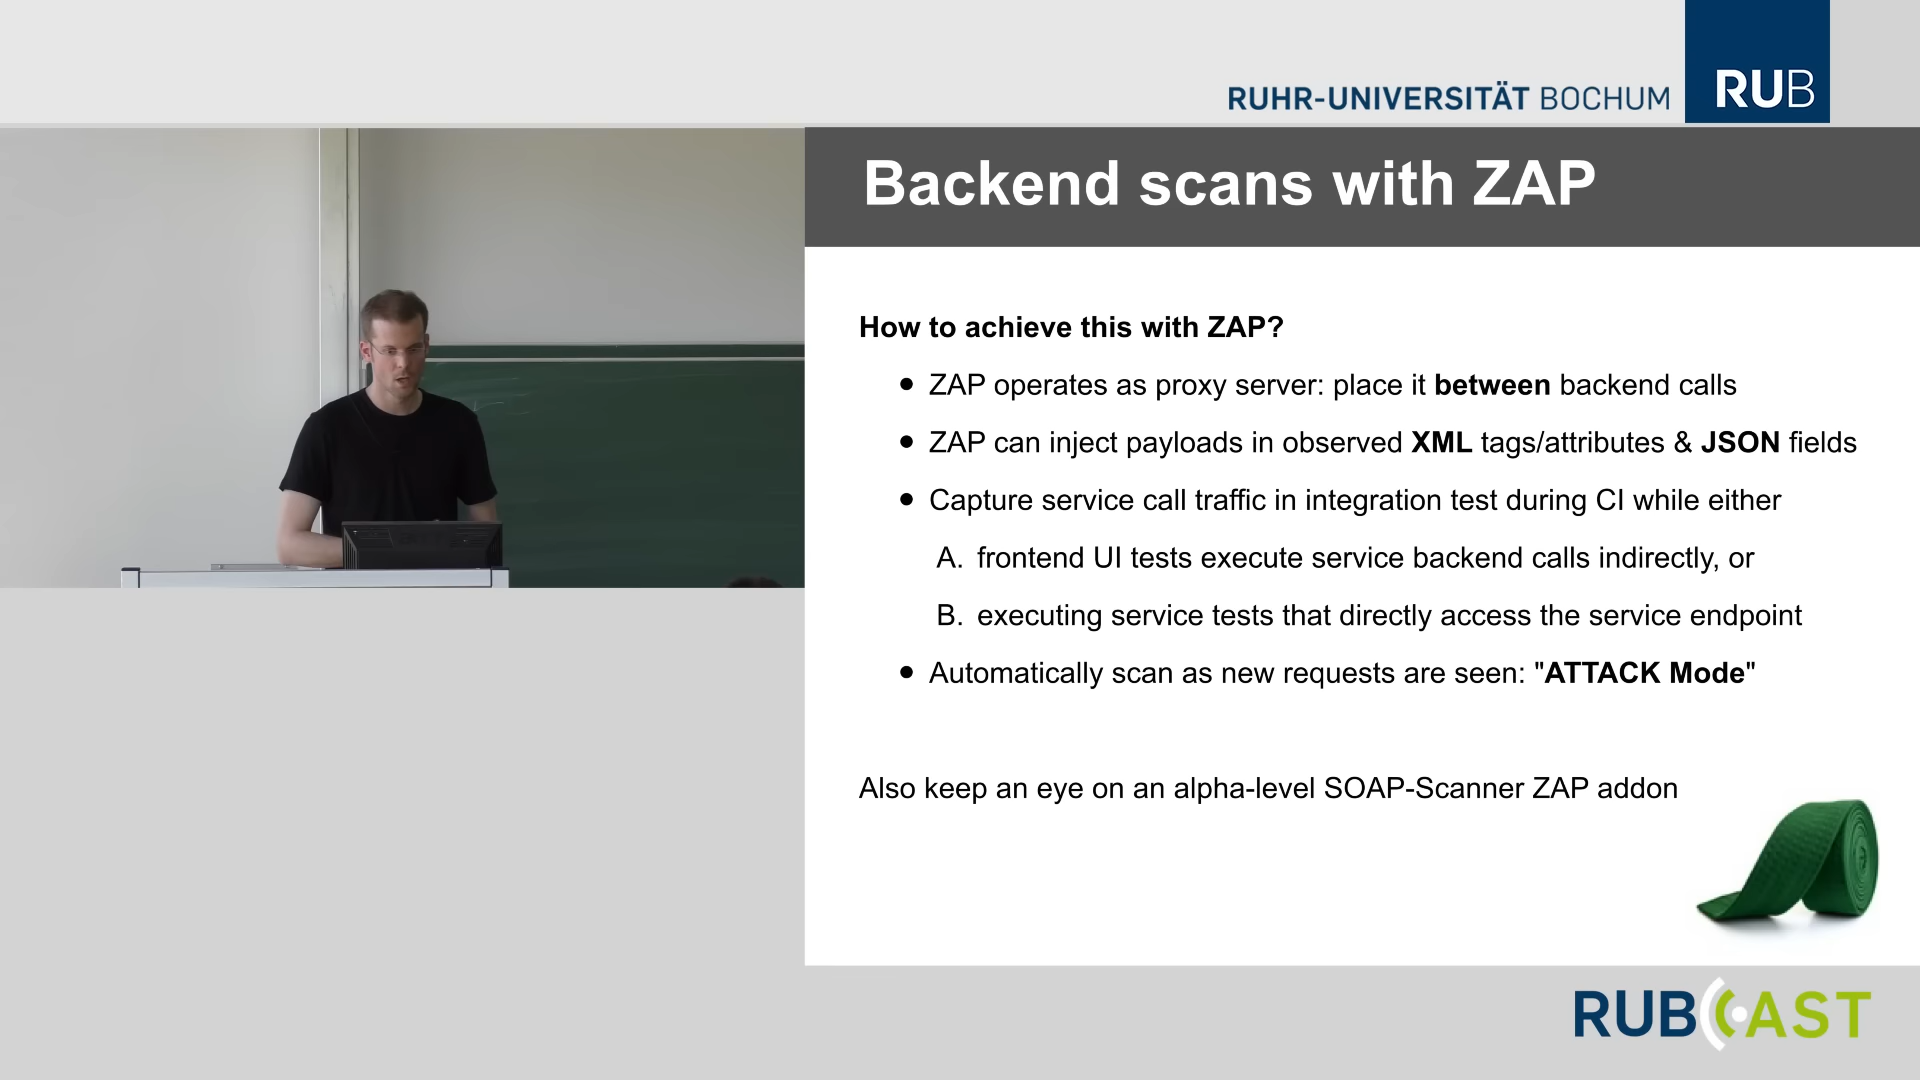 RUHR-UNIVERSITÄT BOCHUM
RUB
Backend scans with ZAP
How to achieve this with ZAP?
● ZAP operates as proxy server: place it between backend calls
● ZAP can inject payloads in observed XML tags/attributes & JSON fields
● Capture service call traffic in integration test during CI while either
A. frontend UI tests execute service backend calls indirectly, or
B. executing service tests that directly access the service endpoint
● Automatically scan as new requests are seen: "ATTACK Mode"
Also keep an eye on an alpha-level SOAP-Scanner ZAP addon
RUBCAST